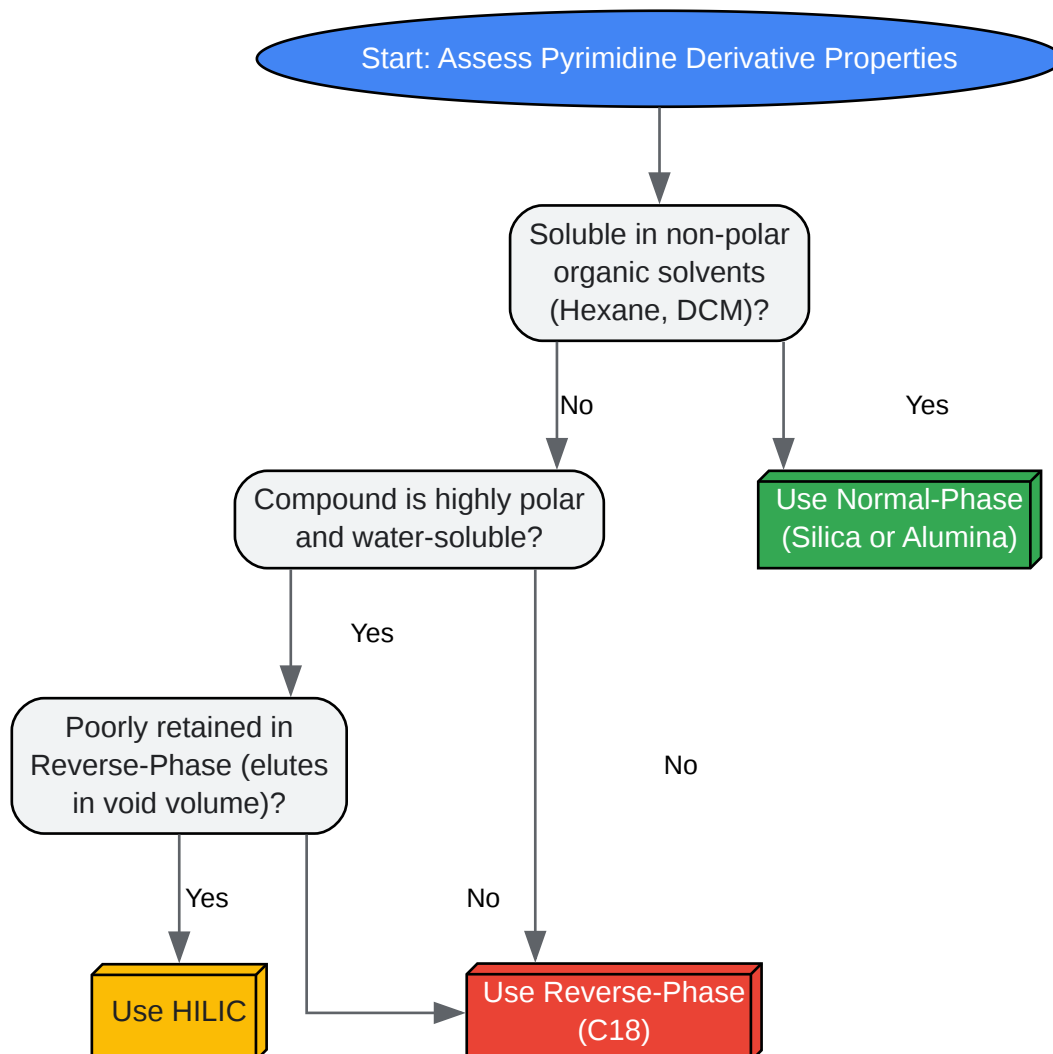 Start: Assess Pyrimidine Derivative Properties
Soluble in non-polar
organic solvents
(Hexane, DCM)?
No
Yes
Compound is highly polar
and water-soluble?
Use Normal-Phase
(Silica or Alumina)
Yes
No
Poorly retained in
Reverse-Phase (elutes
in void volume)?
Yes
No
Use HILIC
Use Reverse-Phase
(C18)